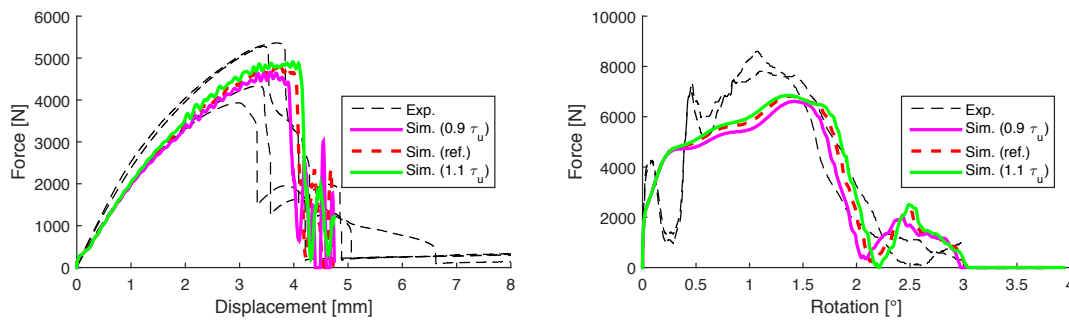 Force [N]
6000
5000
4000
3000
2000
1000
0
0 1 2 3 4 5 6 7 8
Displacement [mm]
Exp.
Sim. (0.9 τu)
Sim. (ref.)
Sim. (1.1 τu)
Force [N]
10000
8000
6000
4000
2000
0
0 0.5 1 1.5 2 2.5 3 3.5 4
Rotation [°]
Exp.
Sim. (0.9 τu)
Sim. (ref.)
Sim. (1.1 τu)